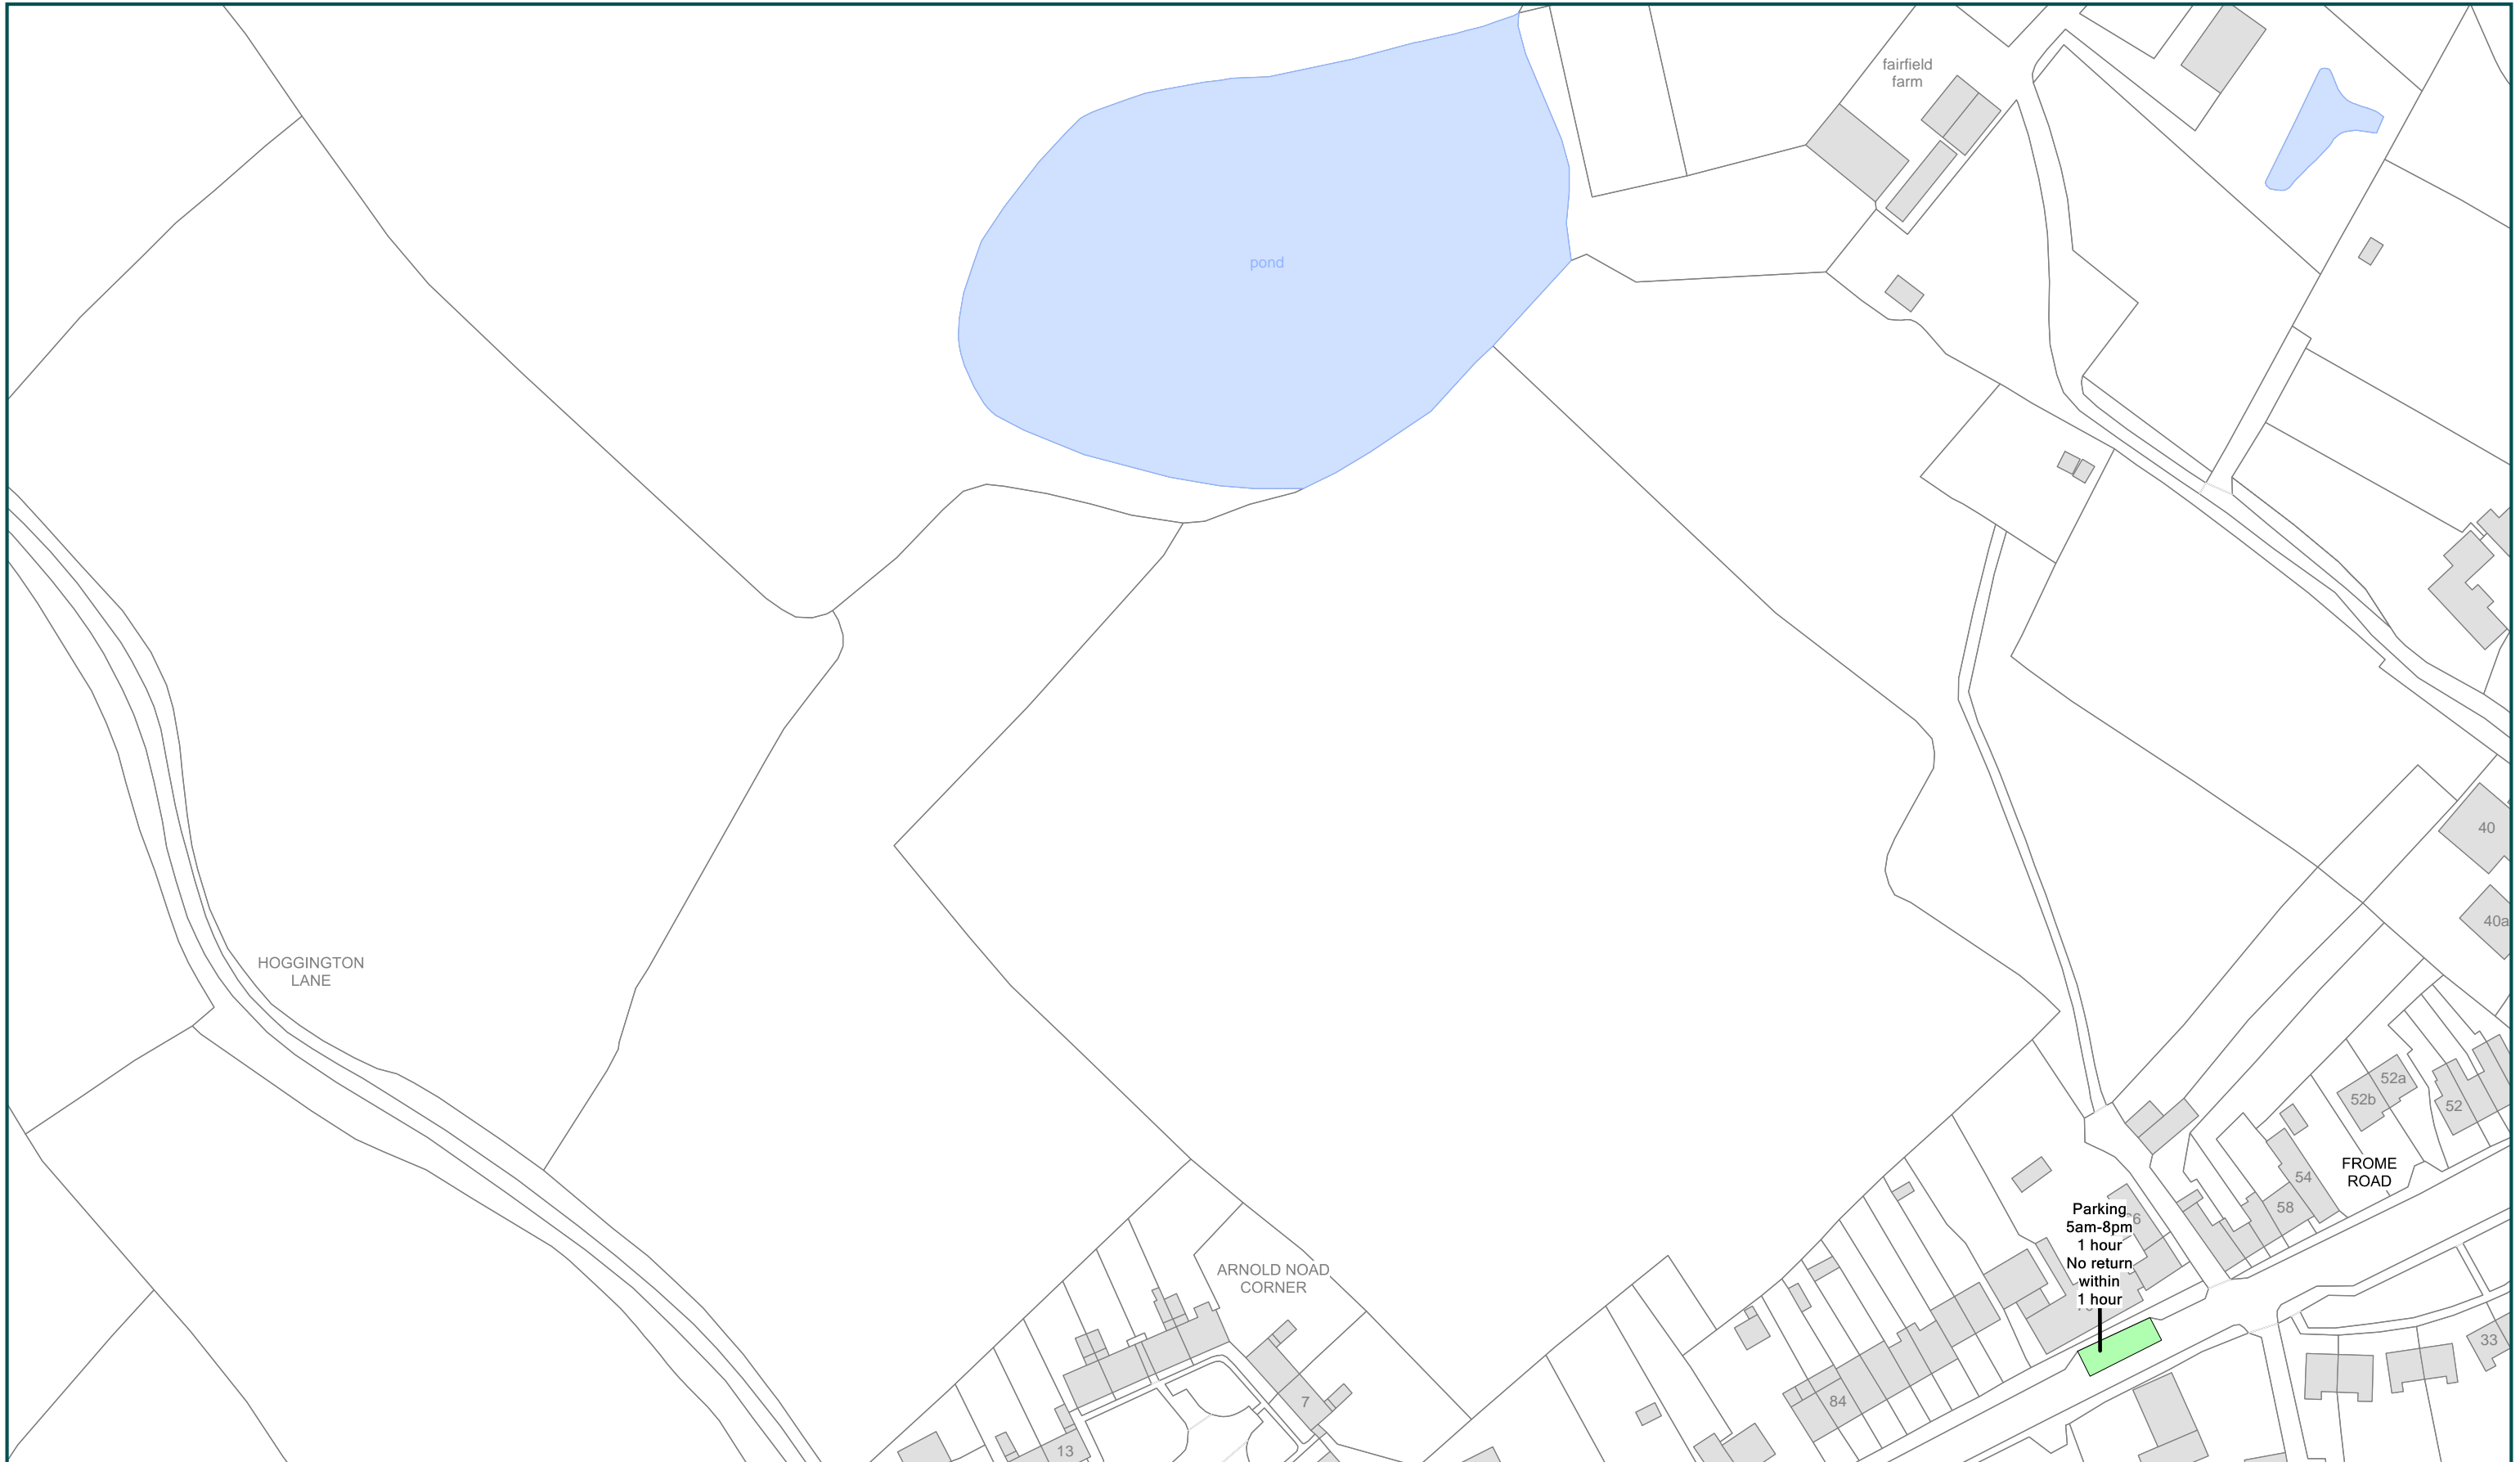 fairfield
farm
pond
40
40a
HOGGINGTON
LANE
52a
52b
52
FROME
ROAD
54
58
Parking
5am-8pm
1 hour
No return
within
1 hour
ARNOLD NOAD
CORNER
33
7
84
13